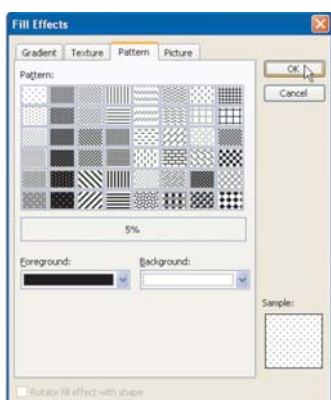 Fill Effects
Gradient Texture Pattern Picture
Pattern:
OK
Cancel
5%
Foreground: Background:
Sample:
Rotate fill effect with shape